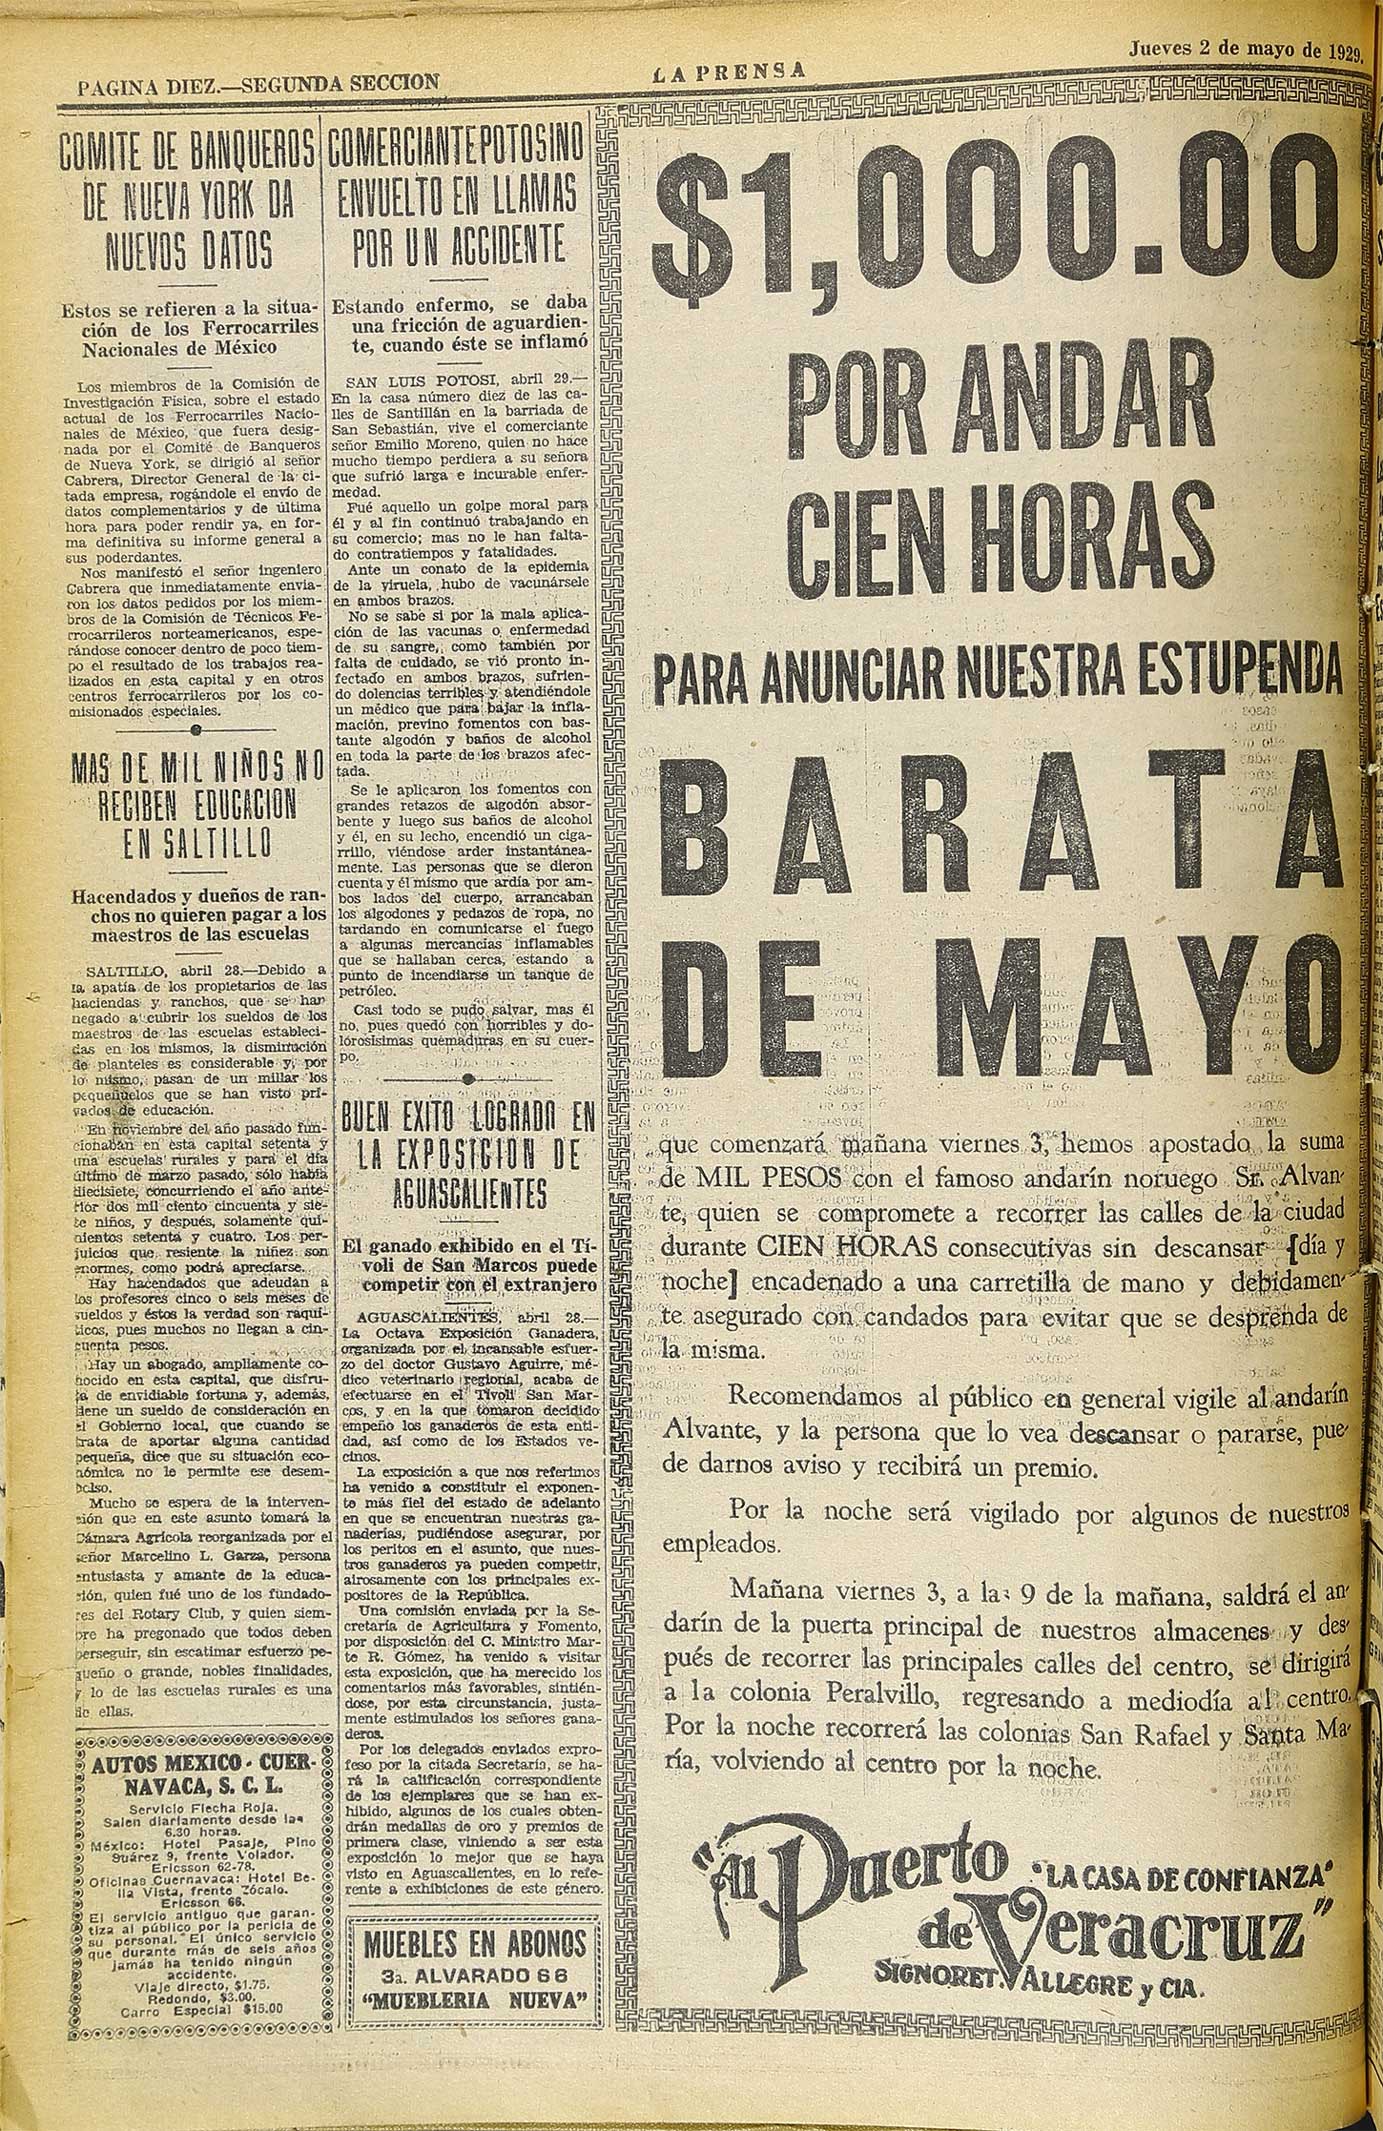 PAGINA DIEZ.—SEGUNDA SECCION
LA PRENSA
Jueves 2 de mayo de 1929.
COMITE DE BANQUEROS
DE NUEVA YORK DA
NUEVOS DATOS
Estos se refieren a la situa-
ción de los Ferrocarriles
Nacionales de México
Los miembros de la Comisión de
Investigación Física, sobre el estado
actual de los Ferrocarriles Nacio-
nales de México, que fuera desig-
nada por el Comité de Banqueros
de Nueva York, se dirigió al señor
Cabrera, Director General de la ci-
tada empresa, rogándole el envío de
datos complementarios y de última
hora para poder rendir ya, en for-
ma definitiva su informe general a
sus poderdantes.
Nos manifestó el señor ingeniero
Cabrera que inmediatamente envia-
ron los datos pedidos por los miem-
bros de la Comisión de Técnicos Fe-
rrocarrileros norteamericanos, espe-
rándose conocer dentro de poco tiem-
po el resultado de los trabajos rea-
lizados en esta capital y en otros
centros ferrocarrileros por los co-
misionados especiales.
MAS DE MIL NIÑOS NO
RECIBEN EDUCACION
EN SALTILLO
Hacendados y dueños de ran-
chos no quieren pagar a los
maestros de las escuelas
SALTILLO, abril 28.—Debido a
la apatía de los propietarios de las
haciendas y ranchos, que se han
negado a cubrir los sueldos de los
maestros de las escuelas estableci-
das en los mismos, la disminución
de planteles es considerable y, por
lo mismo, pasan de un millar los
pequeñuelos que se han visto pri-
vados de educación.
En noviembre del año pasado fun-
cionaban en esta capital setenta y
una escuelas rurales y para el día
último de marzo pasado, sólo había
diecisiete, concurriendo el año ante-
rior dos mil ciento cincuenta y sie-
te niños, y después, solamente qui-
nientos setenta y cuatro. Los per-
juicios que resiente la niñez son
enormes, como podrá apreciarse.
Hay hacendados que adeudan a
los profesores cinco o seis meses de
sueldos y éstos la verdad son raquí-
ticos, pues muchos no llegan a cin-
cuenta pesos.
Hay un abogado, ampliamente co-
nocido en esta capital, que disfru-
ta de envidiable fortuna y, además,
tiene un sueldo de consideración en
el Gobierno local, que cuando se
trata de aportar alguna cantidad
pequeña, dice que su situación eco-
nómica no le permite ese desem-
bolso.
Mucho se espera de la interven-
sión que en este asunto tomará la
Cámara Agrícola reorganizada por el
señor Marcelino L. Garza, persona
entusiasta y amante de la educa-
ción, quien fué uno de los fundado-
res del Rotary Club, y quien siem-
pre ha pregonado que todos deben
perseguir, sin escatimar esfuerzo pe-
queño o grande, nobles finalidades,
y lo de las escuelas rurales es una
de ellas.
AUTOS MEXICO - CUER-
NAVACA, S. C. L.
Servicio Flecha Roja.
Salen diariamente desde las
6.30 horas.
México: Hotel Pasaje, Pino
Suárez 9, frente Volador.
Ericsson 62-78.
Oficinas Cuernavaca: Hotel Be-
lla Vista, frente Zócalo.
Ericsson 66.
El servicio antiguo que garan-
tiza al público por la pericia de
su personal. El único servicio
que durante más de seis años
jamás ha tenido ningún
accidente.
Viaje directo, $1.75.
Redondo, $3.00.
Carro Especial $15.00
COMERCIANTE POTOSINO
ENVUELTO EN LLAMAS
POR UN ACCIDENTE
Estando enfermo, se daba
una fricción de aguardien-
te, cuando éste se inflamó
SAN LUIS POTOSI, abril 29.—
En la casa número diez de las ca-
lles de Santillán en la barriada de
San Sebastián, vive el comerciante
señor Emilio Moreno, quien no hace
mucho tiempo perdiera a su señora
que sufrió larga e incurable enfer-
medad.
Fué aquello un golpe moral para
él y al fin continuó trabajando en
su comercio; mas no le han falta-
do contratiempos y fatalidades.
Ante un conato de la epidemia
de la viruela, hubo de vacunársele
en ambos brazos.
No se sabe si por la mala aplica-
ción de las vacunas o enfermedad
de su sangre, como también por
falta de cuidado, se vió pronto in-
fectado en ambos brazos, sufrien-
do dolencias terribles y atendiéndole
un médico que para bajar la infla-
mación, previno fomentos con bas-
tante algodón y baños de alcohol
en toda la parte de los brazos afec-
tada.
Se le aplicaron los fomentos con
grandes retazos de algodón absor-
bente y luego sus baños de alcohol
y él, en su lecho, encendió un ciga-
rrillo, viéndose arder instantánea-
mente. Las personas que se dieron
cuenta y él mismo que ardía por am-
bos lados del cuerpo, arrancaban
los algodones y pedazos de ropa, no
tardando en comunicarse el fuego
a algunas mercancías inflamables
que se hallaban cerca, estando a
punto de incendiarse un tanque de
petróleo.
Casi todo se pudo salvar, mas él
no, pues quedó con horribles y do-
lorosísimas quemaduras en su cuer-
po.
BUEN EXITO LOGRADO EN
LA EXPOSICION DE
AGUASCALIENTES
El ganado exhibido en el Tí-
voli de San Marcos puede
competir con el extranjero
AGUASCALIENTES, abril 28.—
La Octava Exposición Ganadera,
organizada por el incansable esfuer-
zo del doctor Gustavo Aguirre, mé-
dico veterinario regional, acaba de
efectuarse en el Tívoli San Mar-
cos, y en la que tomaron decidido
empeño los ganaderos de esta enti-
dad, así como de los Estados ve-
cinos.
La exposición a que nos referimos
ha venido a constituir el exponen-
te más fiel del estado de adelanto
en que se encuentran nuestras ga-
naderías, pudiéndose asegurar, por
los peritos en el asunto, que nues-
tros ganaderos ya pueden competir,
airosamente con los principales ex-
positores de la República.
Una comisión enviada por la Se-
cretaría de Agricultura y Fomento,
por disposición del C. Ministro Mar-
te R. Gómez, ha venido a visitar
esta exposición, que ha merecido los
comentarios más favorables, sintién-
dose, por esta circunstancia, justa-
mente estimulados los señores gana-
deros.
Por los delegados enviados expro-
feso por la citada Secretaría, se ha-
rá la calificación correspondiente
de los ejemplares que se han ex-
hibido, algunos de los cuales obten-
drán medallas de oro y premios de
primera clase, viniendo a ser esta
exposición lo mejor que se haya
visto en Aguascalientes, en lo refe-
rente a exhibiciones de este género.
MUEBLES EN ABONOS
3a. ALVARADO 66
"MUEBLERIA NUEVA"
$1,000.00
POR ANDAR
CIEN HORAS
PARA ANUNCIAR NUESTRA ESTUPENDA
BARATA
DE MAYO
que comenzará mañana viernes 3, hemos apostado la suma
de MIL PESOS con el famoso andarín noruego Sr. Alvan-
te, quien se compromete a recorrer las calles de la ciudad
durante CIEN HORAS consecutivas sin descansar [día y
noche] encadenado a una carretilla de mano y debidamen-
te asegurado con candados para evitar que se desprenda de
la misma.
Recomendamos al público en general vigile al andarín
Alvante, y la persona que lo vea descansar o pararse, pue-
de darnos aviso y recibirá un premio.
Por la noche será vigilado por algunos de nuestros
empleados.
Mañana viernes 3, a las 9 de la mañana, saldrá el an-
darín de la puerta principal de nuestros almacenes y des-
pués de recorrer las principales calles del centro, se dirigirá
a la colonia Peralvillo, regresando a mediodía al centro.
Por la noche recorrerá las colonias San Rafael y Santa Ma-
ría, volviendo al centro por la noche.
"Al Puerto
"LA CASA DE CONFIANZA"
de Veracruz"
SIGNORET, ALLEGRE y CIA.